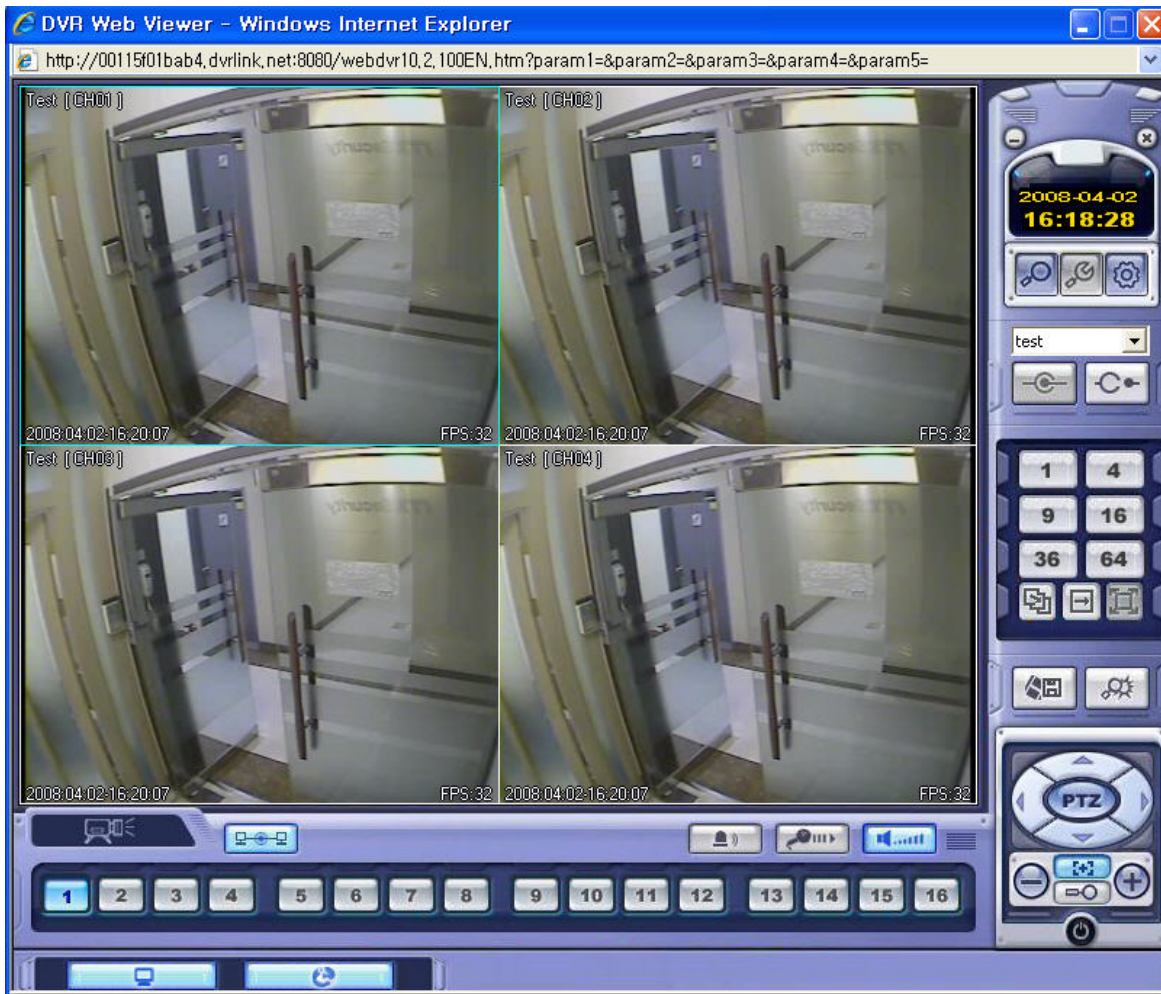 DVR Web Viewer - Windows Internet Explorer
http://00115f01bab4.dvrlink.net:8080/webdvr10.2.100EN.htm?param1=&param2=&param3=&param4=&param5=
Test [CH01]
Test [CH02]
2008:04:02-16:20:07 FPS:32
2008:04:02-16:20:07 FPS:32
Test [CH03]
Test [CH04]
2008:04:02-16:20:07 FPS:32
2008:04:02-16:20:07 FPS:32
2008-04-02
16:18:28
test
1 4
9 16
36 64
PTZ
1 2 3 4 5 6 7 8 9 10 11 12 13 14 15 16